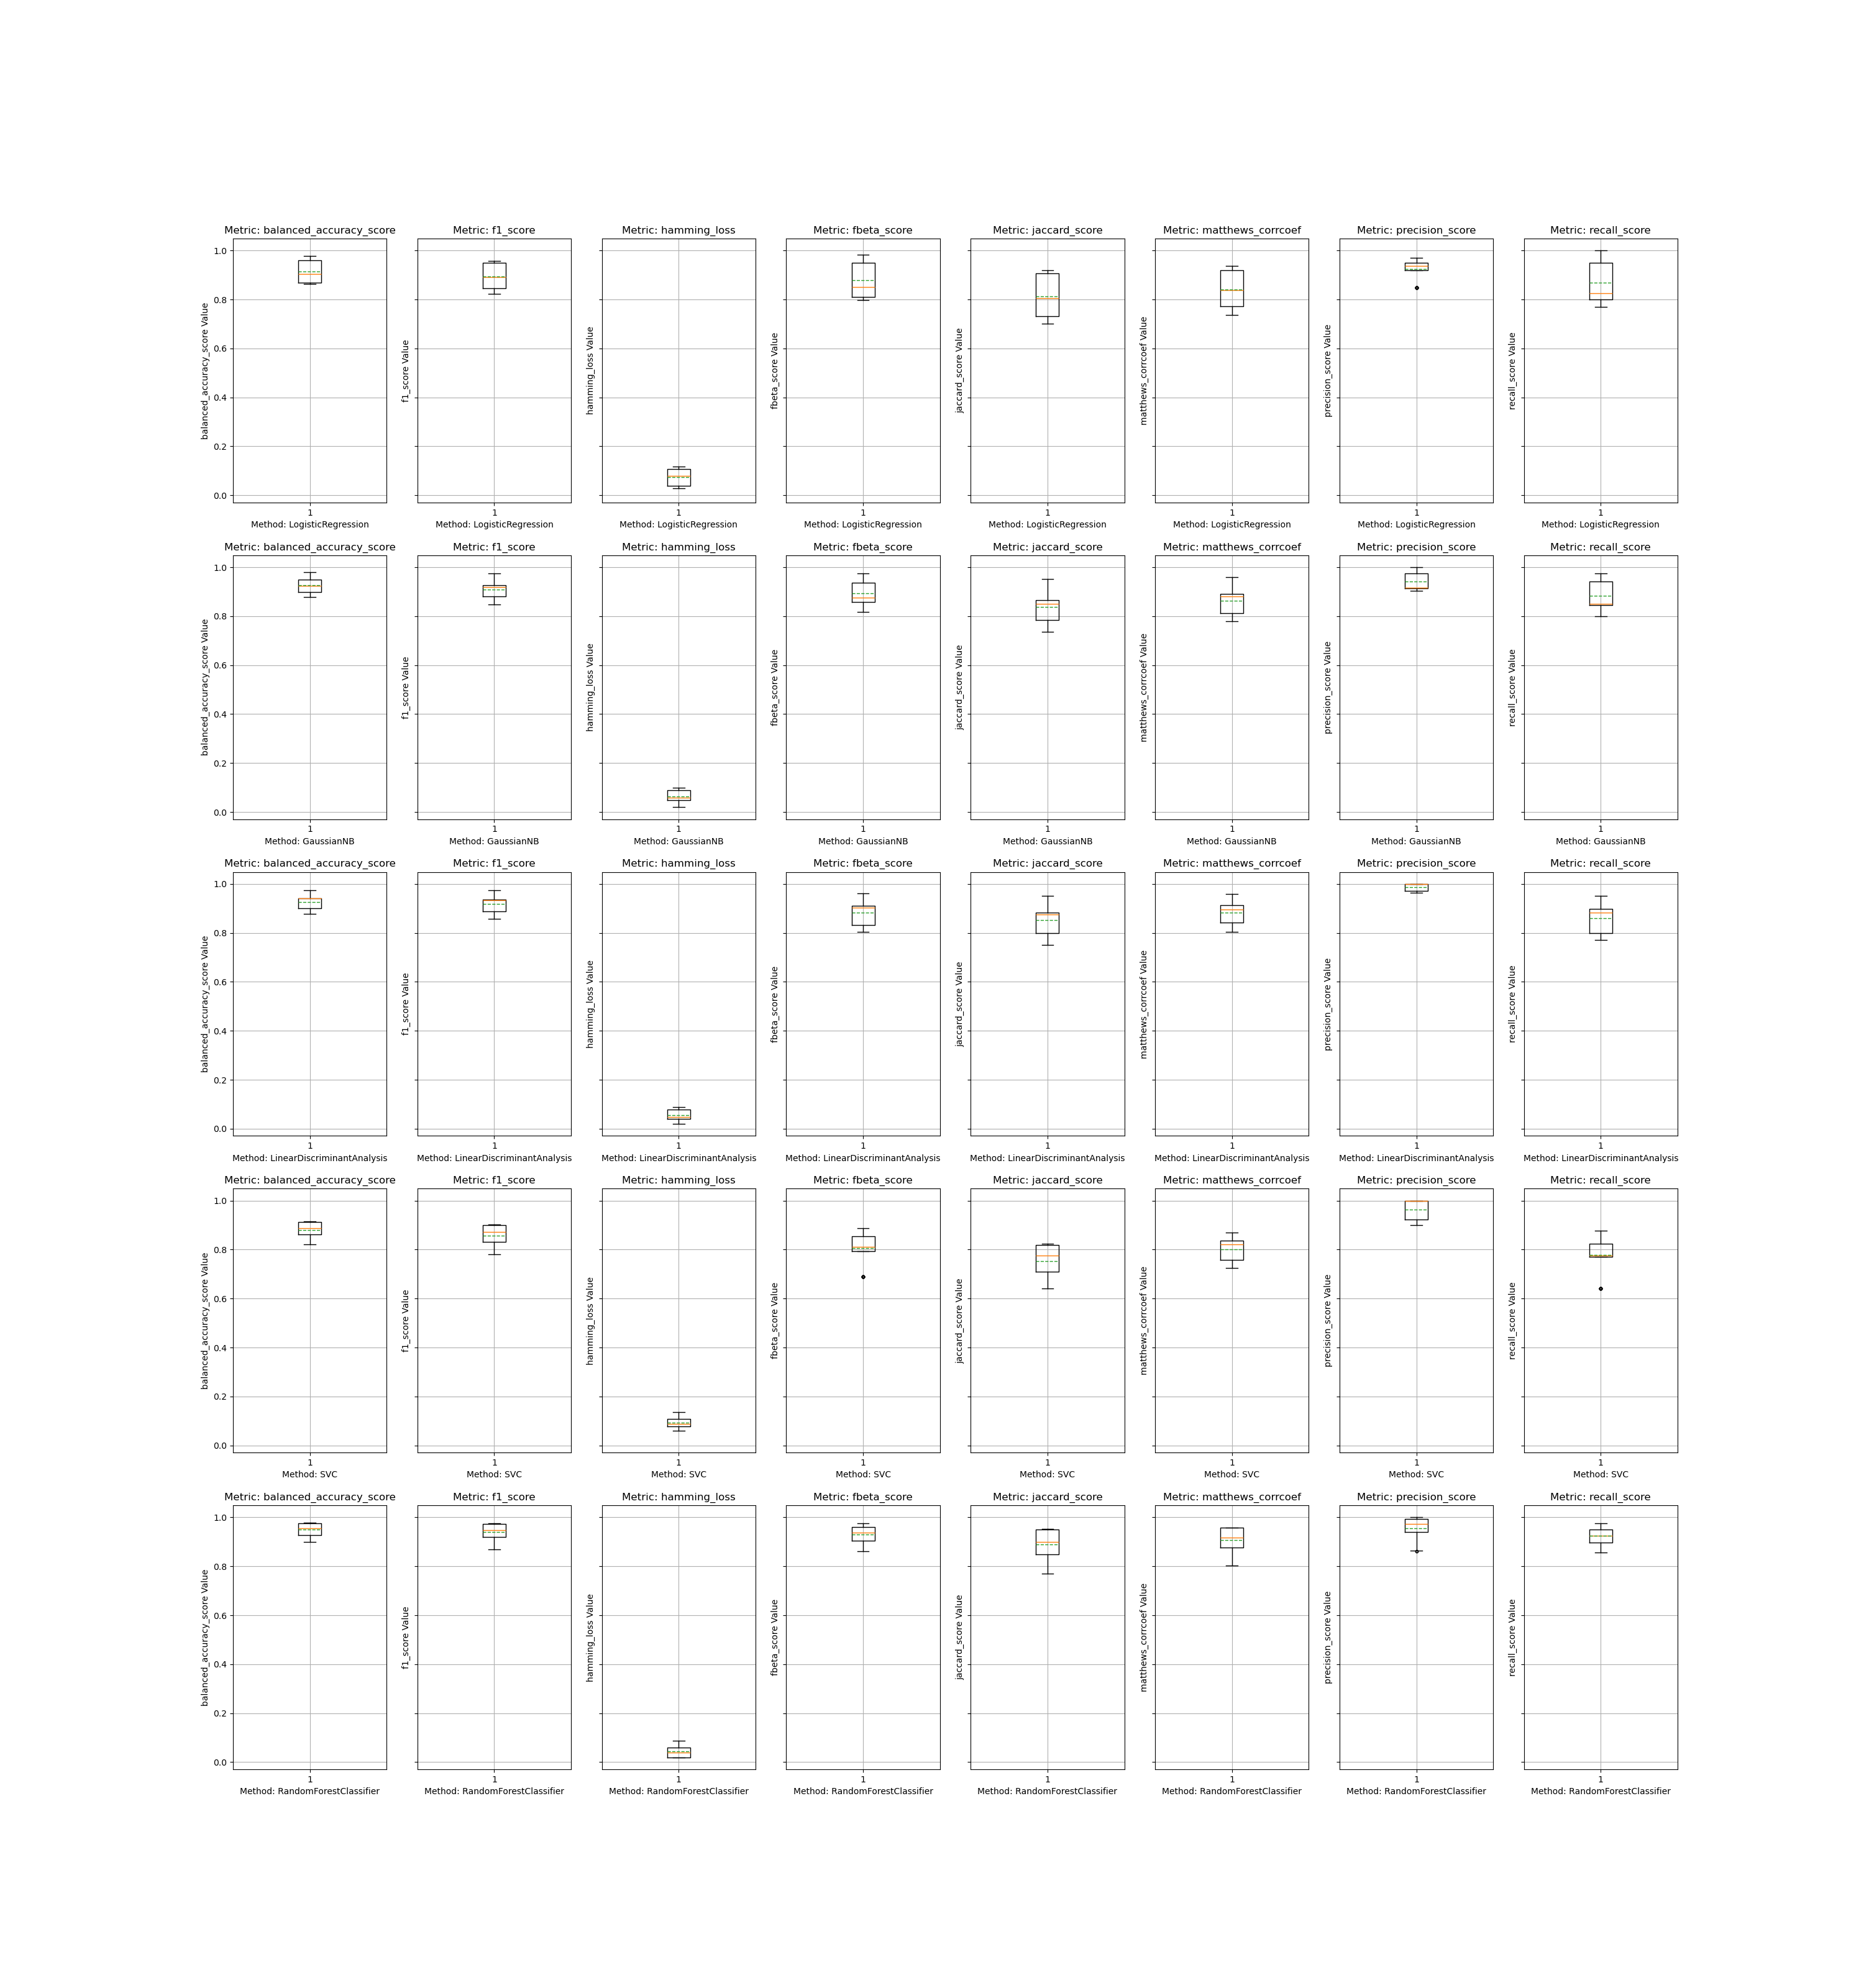 Metric: balanced_accuracy_score Metric: f1_score Metric: hamming_loss Metric: fbeta_score Metric: jaccard_score Metric: matthews_corrcoef Metric: precision_score Metric: recall_score
balanced_accuracy_score Value
f1_score Value
hamming_loss Value
fbeta_score Value
jaccard_score Value
matthews_corrcoef Value
precision_score Value
recall_score Value
1.0
0.8
0.6
0.4
0.2
0.0
1 1 1 1 1 1 1 1
Method: LogisticRegression Method: LogisticRegression Method: LogisticRegression Method: LogisticRegression Method: LogisticRegression Method: LogisticRegression Method: LogisticRegression Method: LogisticRegression
Metric: balanced_accuracy_score Metric: f1_score Metric: hamming_loss Metric: fbeta_score Metric: jaccard_score Metric: matthews_corrcoef Metric: precision_score Metric: recall_score
balanced_accuracy_score Value
f1_score Value
hamming_loss Value
fbeta_score Value
jaccard_score Value
matthews_corrcoef Value
precision_score Value
recall_score Value
1.0
0.8
0.6
0.4
0.2
0.0
1 1 1 1 1 1 1 1
Method: GaussianNB Method: GaussianNB Method: GaussianNB Method: GaussianNB Method: GaussianNB Method: GaussianNB Method: GaussianNB Method: GaussianNB
Metric: balanced_accuracy_score Metric: f1_score Metric: hamming_loss Metric: fbeta_score Metric: jaccard_score Metric: matthews_corrcoef Metric: precision_score Metric: recall_score
balanced_accuracy_score Value
f1_score Value
hamming_loss Value
fbeta_score Value
jaccard_score Value
matthews_corrcoef Value
precision_score Value
recall_score Value
1.0
0.8
0.6
0.4
0.2
0.0
1 1 1 1 1 1 1 1
Method: LinearDiscriminantAnalysis Method: LinearDiscriminantAnalysis Method: LinearDiscriminantAnalysis Method: LinearDiscriminantAnalysis Method: LinearDiscriminantAnalysis Method: LinearDiscriminantAnalysis Method: LinearDiscriminantAnalysis Method: LinearDiscriminantAnalysis
Metric: balanced_accuracy_score Metric: f1_score Metric: hamming_loss Metric: fbeta_score Metric: jaccard_score Metric: matthews_corrcoef Metric: precision_score Metric: recall_score
balanced_accuracy_score Value
f1_score Value
hamming_loss Value
fbeta_score Value
jaccard_score Value
matthews_corrcoef Value
precision_score Value
recall_score Value
1.0
0.8
0.6
0.4
0.2
0.0
1 1 1 1 1 1 1 1
Method: SVC Method: SVC Method: SVC Method: SVC Method: SVC Method: SVC Method: SVC Method: SVC
Metric: balanced_accuracy_score Metric: f1_score Metric: hamming_loss Metric: fbeta_score Metric: jaccard_score Metric: matthews_corrcoef Metric: precision_score Metric: recall_score
balanced_accuracy_score Value
f1_score Value
hamming_loss Value
fbeta_score Value
jaccard_score Value
matthews_corrcoef Value
precision_score Value
recall_score Value
1.0
0.8
0.6
0.4
0.2
0.0
1 1 1 1 1 1 1 1
Method: RandomForestClassifier Method: RandomForestClassifier Method: RandomForestClassifier Method: RandomForestClassifier Method: RandomForestClassifier Method: RandomForestClassifier Method: RandomForestClassifier Method: RandomForestClassifier